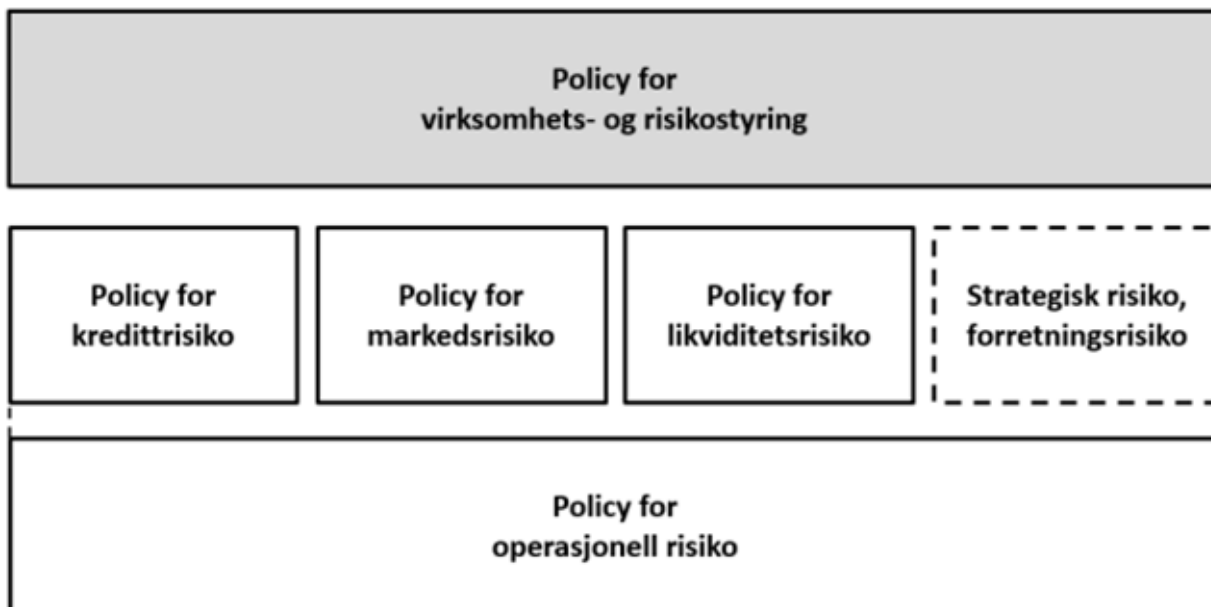 Policy for
virksomhets- og risikostyring
Policy for
kredittrisiko
Policy for
markedsrisiko
Policy for
likviditetsrisiko
Strategisk risiko,
forretningsrisiko
Policy for
operasjonell risiko